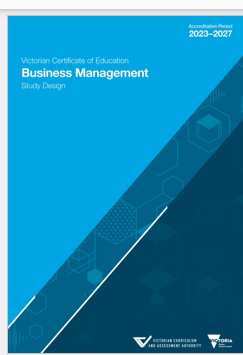 Accreditation Period
2023–2027
Victorian Certificate of Education
Business Management
Study Design
VICTORIAN CURRICULUM
AND ASSESSMENT AUTHORITY
VICTORIA